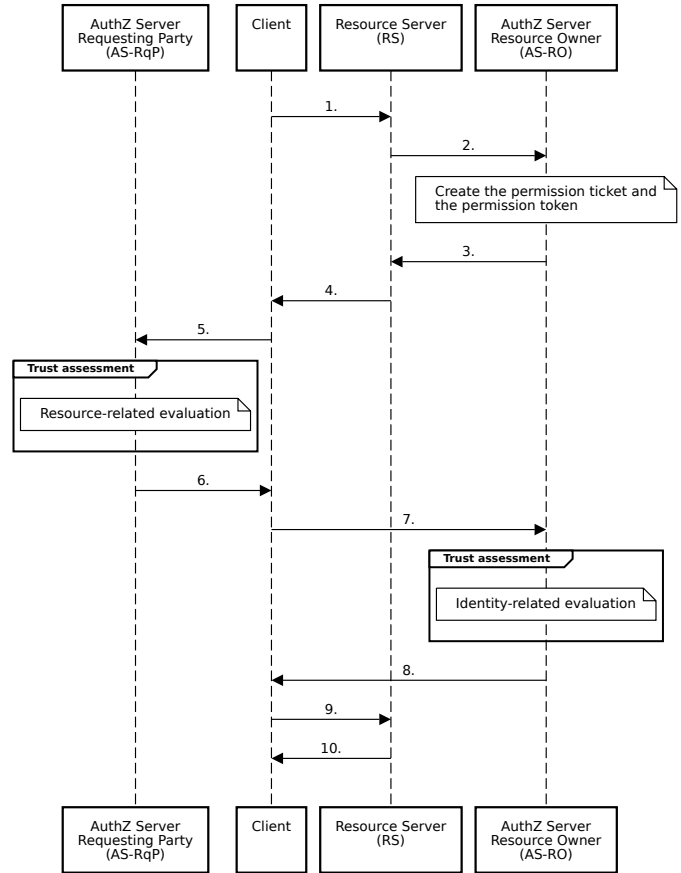 AuthZ Server
Requesting Party
(AS-RqP)
Client
Resource Server
(RS)
AuthZ Server
Resource Owner
(AS-RO)
1.
2.
Create the permission ticket and
the permission token
3.
4.
5.
Trust assessment
Resource-related evaluation
6.
7.
Trust assessment
Identity-related evaluation
8.
9.
10.
AuthZ Server
Requesting Party
(AS-RqP)
Client
Resource Server
(RS)
AuthZ Server
Resource Owner
(AS-RO)